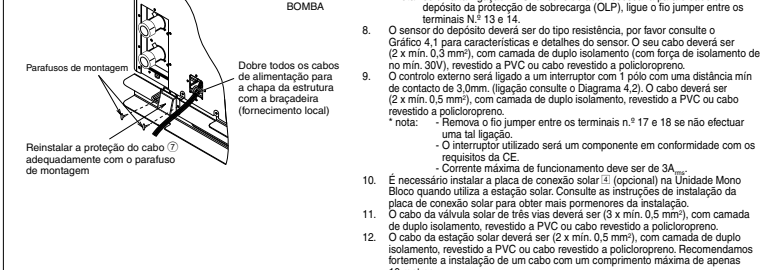 BOMBA
Parafusos de montagem
Dobre todos os cabos
de alimentação para
a chapa da estrutura
com a braçadeira
(fornecimento local)
Reinstalar a proteção do cabo ⑦
adequadamente com o parafuso
de montagem
depósito da protecção de sobrecarga (OLP), ligue o fio jumper entre os
terminais N.º 13 e 14.
8. O sensor do depósito deverá ser do tipo resistência, por favor consulte o
Gráfico 4,1 para características e detalhes do sensor. O seu cabo deverá ser
(2 x mín. 0,3 mm²), com camada de duplo isolamento (com força de isolamento de
no mín. 30V), revestido a PVC ou cabo revestido a policloropreno.
9. O controlo externo será ligado a um interruptor com 1 pólo com uma distância mín
de contacto de 3,0mm. (ligação consulte o Diagrama 4,2). O cabo deverá ser
(2 x mín. 0,5 mm²), com camada de duplo isolamento, revestido a PVC ou cabo
revestido a policloropreno.
* nota: - Remova o fio jumper entre os terminais n.º 17 e 18 se não efectuar
uma tal ligação.
- O interruptor utilizado será um componente em conformidade com os
requisitos da CE.
- Corrente máxima de funcionamento deve ser de 3Arms.
10. É necessário instalar a placa de conexão solar 4 (opcional) na Unidade Mono
Bloco quando utiliza a estação solar. Consulte as instruções de instalação da
placa de conexão solar para obter mais pormenores da instalação.
11. O cabo da válvula solar de três vias deverá ser (3 x mín. 0,5 mm²), com camada
de duplo isolamento, revestido a PVC ou cabo revestido a policloropreno.
12. O cabo da estação solar deverá ser (2 x mín. 0,5 mm²), com camada de duplo
isolamento, revestido a PVC ou cabo revestido a policloropreno. Recomendamos
fortemente a instalação de um cabo com um comprimento máxima de apenas